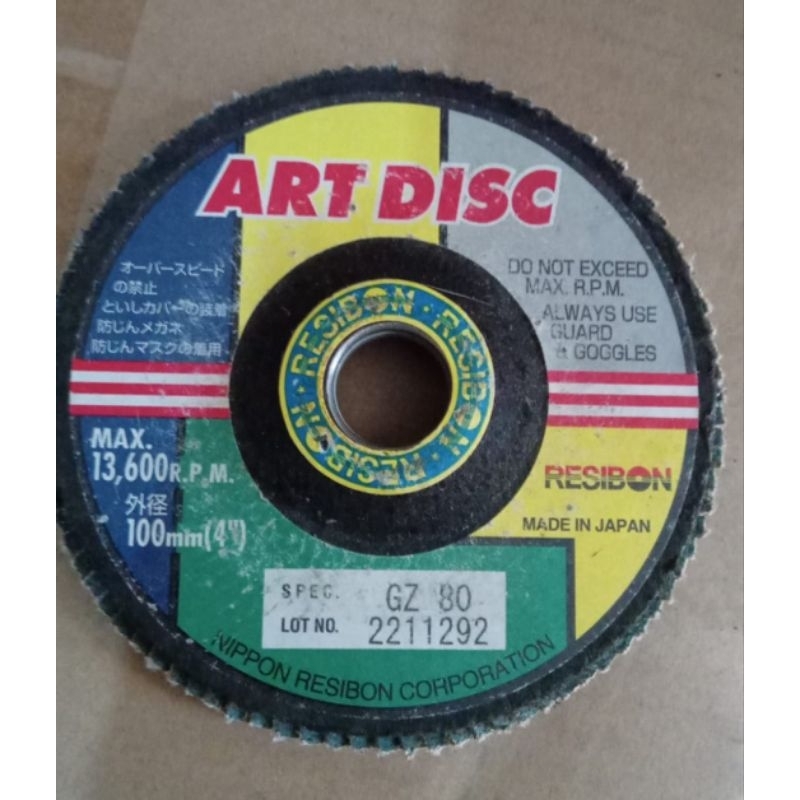 ART DISC
オーバースピード
の禁止
といしカバーの装着
防じんメガネ
防じんマスクの着用
DO NOT EXCEED
MAX. R.P.M.
ALWAYS USE
GUARD
& GOGGLES
RESIBON · RESIBON · RESIBON ·
MAX.
13,600 R.P.M.
外径
100mm(4")
RESIBON
MADE IN JAPAN
SPEC. GZ 80
LOT NO. 2211292
NIPPON RESIBON CORPORATION